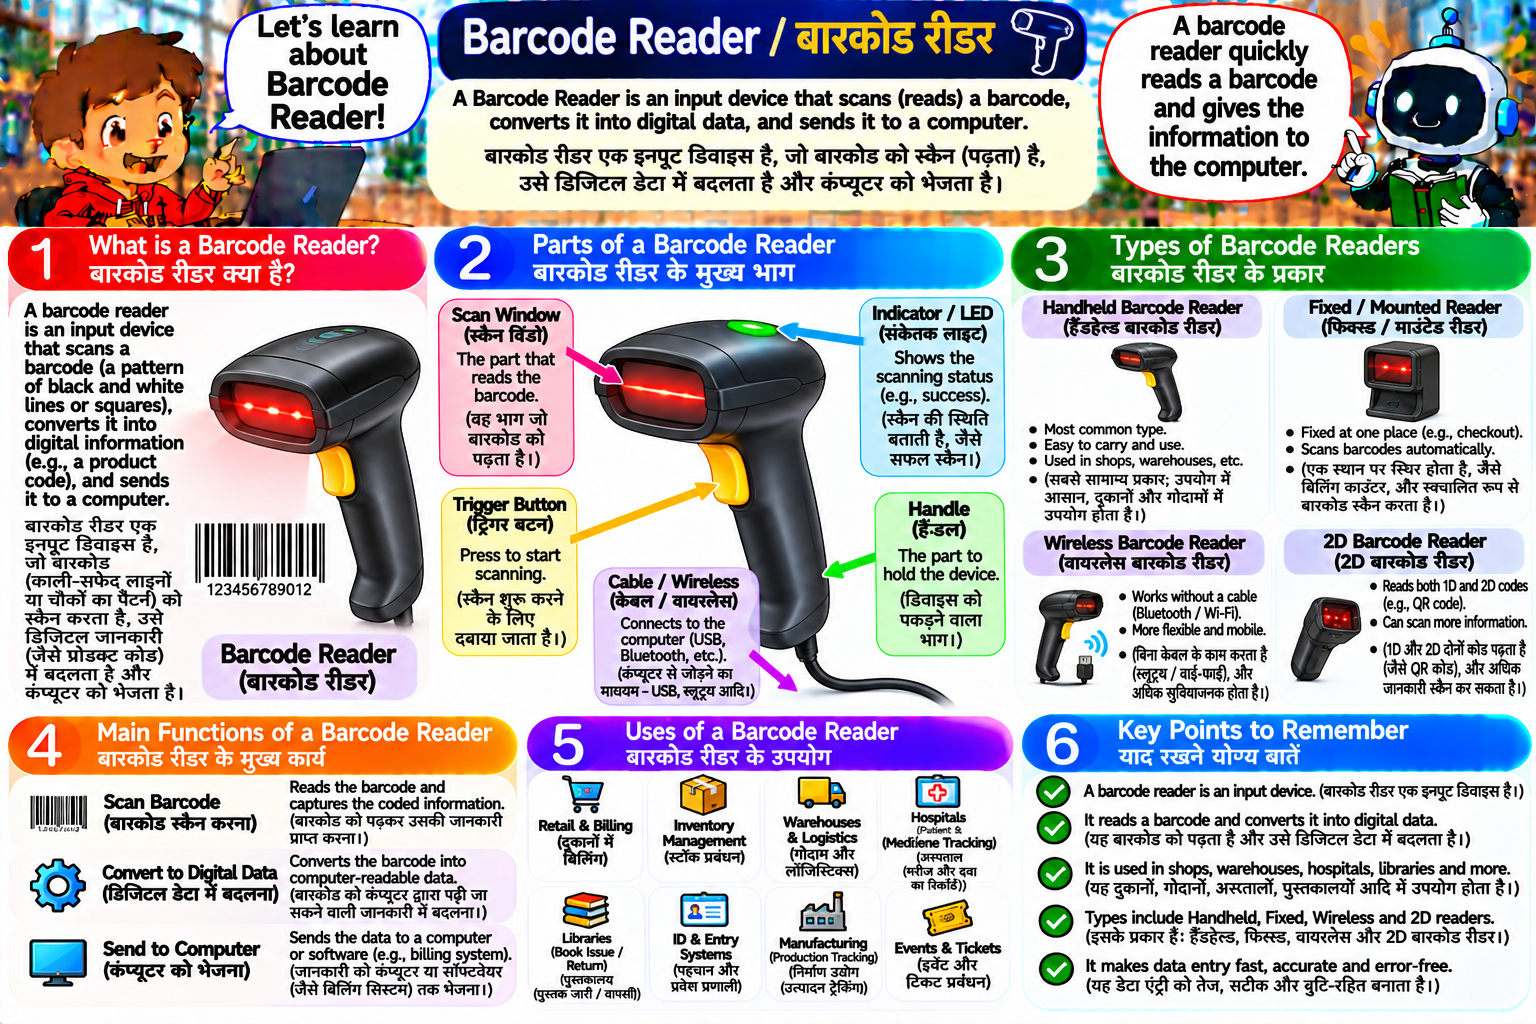 Let's learn
about
Barcode
Reader!
Barcode Reader / बारकोड रीडर
A Barcode Reader is an input device that scans (reads) a barcode,
converts it into digital data, and sends it to a computer.
बारकोड रीडर एक इनपूट डिवाइस है, जो बारकोड को स्कैन (पढ़ता) है,
उसे डिजिटल डेटा में बदलता है और कंप्यूटर को भेजता है।
A barcode
reader quickly
reads a barcode
and gives the
information to
the computer.
1 What is a Barcode Reader?
बारकोड रीडर क्या है?
A barcode reader
is an input device
that scans a
barcode (a pattern
of black and white
lines or squares),
converts it into
digital information
(e.g., a product
code), and sends
it to a computer.
बारकोड रीडर एक
इनपूट डिवाइस है,
जो बारकोड
(काली-सफेद लाइनों
या चौकों का पैटर्न) को
स्कैन करता है, उसे
डिजिटल जानकारी
(जैसे प्रोडक्ट कोड)
में बदलता है और
कंप्यूटर को भेजता है।
123456789012
Barcode Reader
(बारकोड रीडर)
2 Parts of a Barcode Reader
बारकोड रीडर के मुख्य भाग
Scan Window
(स्कैन विंडो)
The part that
reads the
barcode.
(वह भाग जो
बारकोड को
पढ़ता है।)
Indicator / LED
(संकेतक लाइट)
Shows the
scanning status
(e.g., success).
(स्कैन की स्थिति
बताती है, जैसे
सफल स्कैन।)
Trigger Button
(ट्रिगर बटन)
Press to start
scanning.
(स्कैन शुरू करने
के लिए
दबाया जाता है।)
Cable / Wireless
(केबल / वायरलेस)
Connects to the
computer (USB,
Bluetooth, etc.).
(कंप्यूटर से जोड़ने का
USB, आदि।)
Handle
(हैंडल)
The part to
hold the device.
(डिवाइस को
पकड़ने वाला
भाग।)
3 Types of Barcode Readers
बारकोड रीडर के प्रकार
Handheld Barcode Reader
(हैंडहेल्ड बारकोड रीडर)
● Most common type.
● Easy to carry and use.
● Used in shops, warehouses, etc.
● (सबसे सामान्य प्रकार; उपयोग में
आसान, दुकानों और गोदामों में
उपयोग होता है।)
Fixed / Mounted Reader
(फिक्स्ड / माउंटेड रीडर)
● Fixed at one place (e.g., checkout).
● Scans barcodes automatically.
● (एक स्थान पर स्थिर होता है, जैसे
बिलिंग काउंटर, और स्वचालित रूप से
बारकोड स्कैन करता है।)
Wireless Barcode Reader
(वायरलेस बारकोड रीडर)
● Works without a cable
(Bluetooth / Wi-Fi).
● More flexible and mobile.
● (बिना केबल के काम करता है
वाई-फाई), और
अधिक होता है।)
2D Barcode Reader
(2D बारकोड रीडर)
● Reads both 1D and 2D codes
(e.g., QR code).
● Can scan more information.
● (1D और 2D दोनों कोड पढ़ता है
(जैसे QR कोड), और अधिक
जानकारी स्कैन कर सकता है।)
4 Main Functions of a Barcode Reader
बारकोड रीडर के मुख्य कार्य
Scan Barcode
(बारकोड स्कैन करना)
Reads the barcode and
captures the coded information.
(बारकोड को पढ़कर उसकी जानकारी
प्राप्त करना।)
Convert to Digital Data
(डिजिटल डेटा में बदलना)
Converts the barcode into
computer-readable data.
(बारकोड को कंप्यूटर द्वारा पढ़ी जा
सकने वाली जानकारी में बदलना।)
Send to Computer
(कंप्यूटर को भेजना)
Sends the data to a computer
or software (e.g., billing system).
(जानकारी को कंप्यूटर या सॉफ्टवेयर
(जैसे बिलिंग सिस्टम) तक भेजना।)
5 Uses of a Barcode Reader
बारकोड रीडर के उपयोग
Retail & Billing
(दुकानों में
बिलिंग)
Inventory
Management
(स्टॉक प्रबंधन)
Warehouses
& Logistics
(गोदाम और
लॉजिस्टिक्स)
Hospitals
(Patient &
Tracking)
(अस्पताल
मरीज और दवा
का रिकॉर्ड))
Libraries
(Book Issue /
Return)
(पुस्तकालय
(पुस्तक जारी / वापसी)
ID & Entry
Systems
(पहचान और
प्रवेश प्रणाली)
Manufacturing
(Production Tracking)
(निर्माण उद्योग
(उत्पादन ट्रेकिंग)
Events & Tickets
(इवेंट और
टिकट प्रबंधन)
6 Key Points to Remember
याद रखने योग्य बातें
A barcode reader is an input device. (बारकोड रीडर एक इनपूट डिवाइस है।)
It reads a barcode and converts it into digital data.
(यह बारकोड को पढ़ता है और उसे डिजिटल डेटा में बदलता है।)
It is used in shops, warehouses, hospitals, libraries and more.
(यह दुकानों, गोदानों, अस्तालों, पुस्तकालयों आदि में उपयोग होता है।)
Types include Handheld, Fixed, Wireless and 2D readers.
(इसके प्रकार हैं: हैंडहेल्ड, फिस्स्ड, वायरलेस और 2D बारकोड रीडर।)
It makes data entry fast, accurate and error-free.
(यह डेटा एंट्री को तेज, सटीक और त्रुटि-रहित बनाता है।)